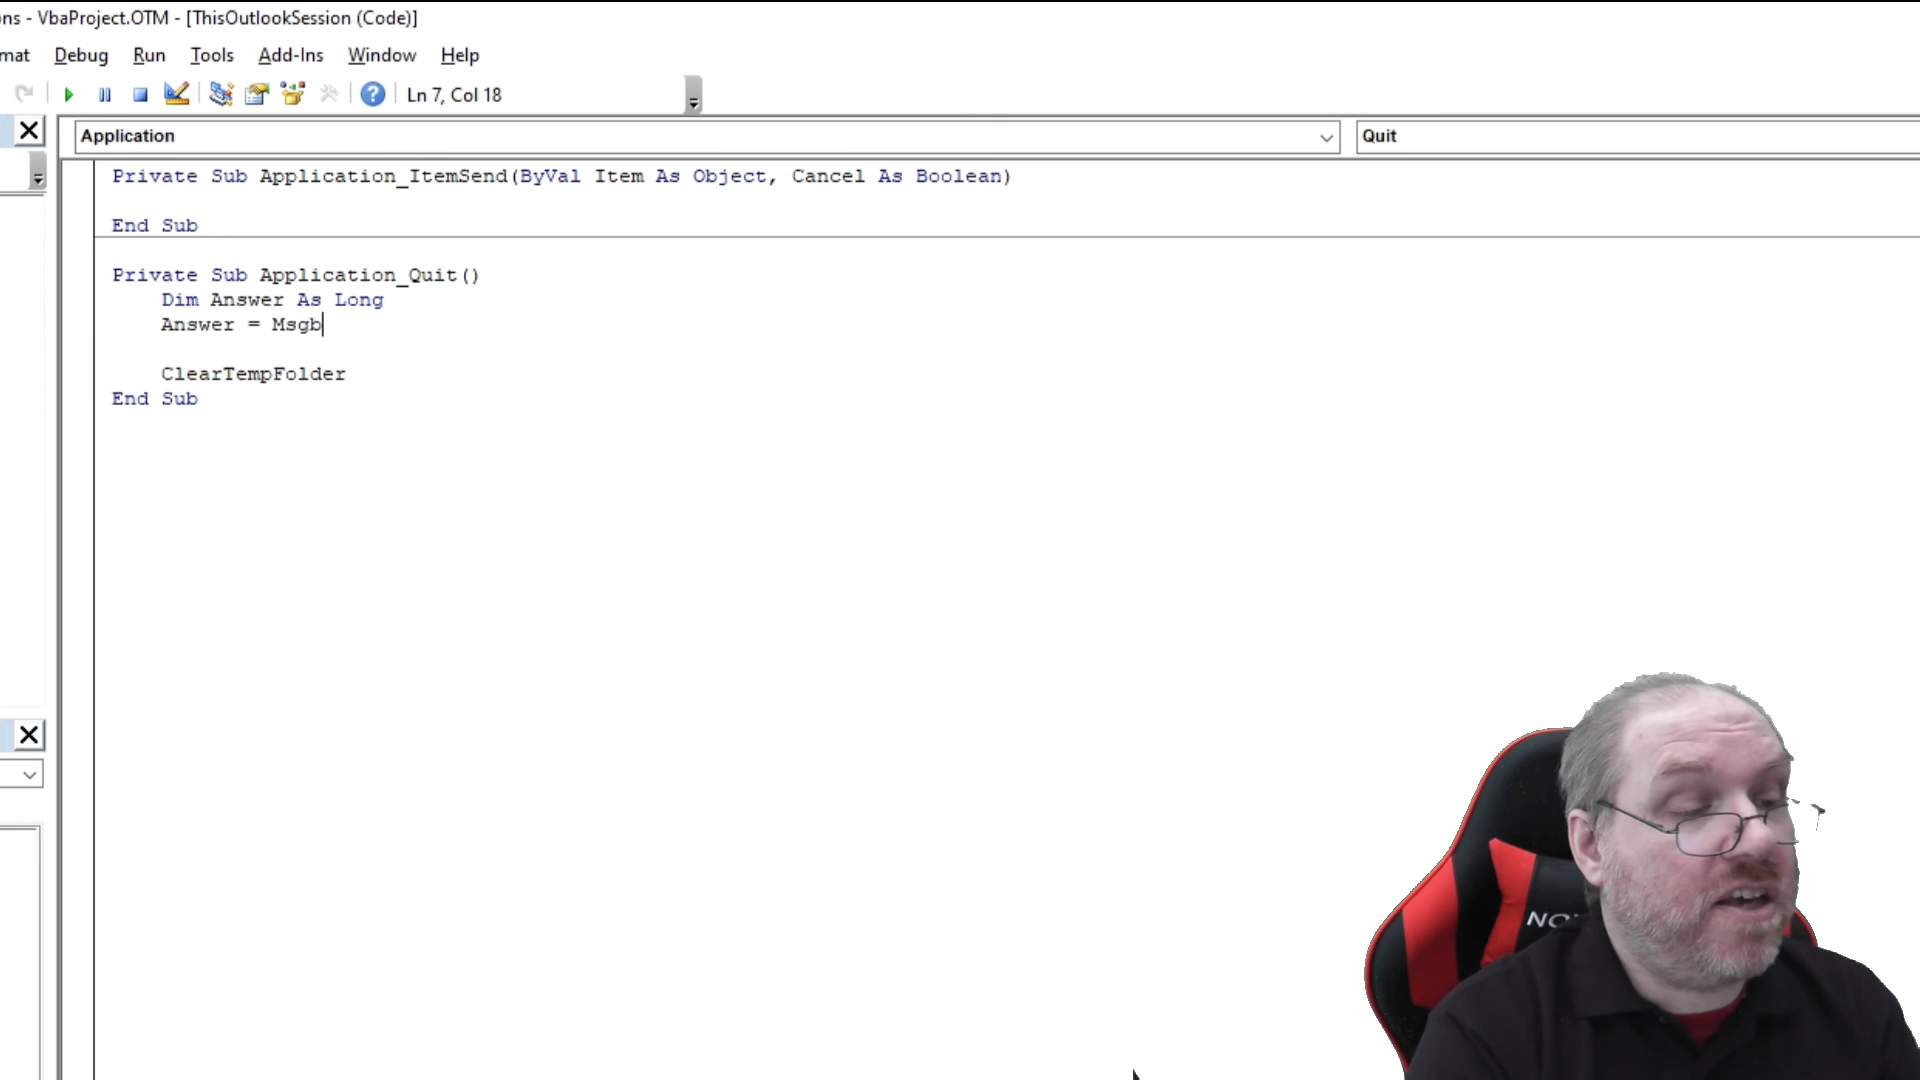 ns - VbaProject.OTM - [ThisOutlookSession (Code)]
mat Debug Run Tools Add-Ins Window Help
Ln 7, Col 18
Application Quit
Private Sub Application_ItemSend(ByVal Item As Object, Cancel As Boolean)
End Sub
Private Sub Application_Quit()
Dim Answer As Long
Answer = Msgb
ClearTempFolder
End Sub
NO